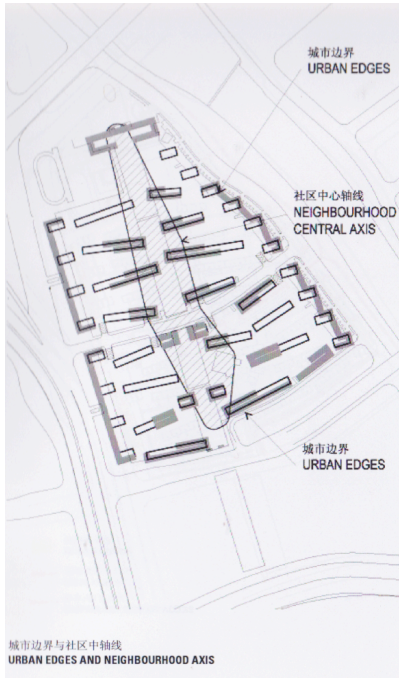 城市边界
URBAN EDGES
社区中心轴线
NEIGHBOURHOOD
CENTRAL AXIS
城市边界
URBAN EDGES
城市边界与社区中轴线
URBAN EDGES AND NEIGHBOURHOOD AXIS